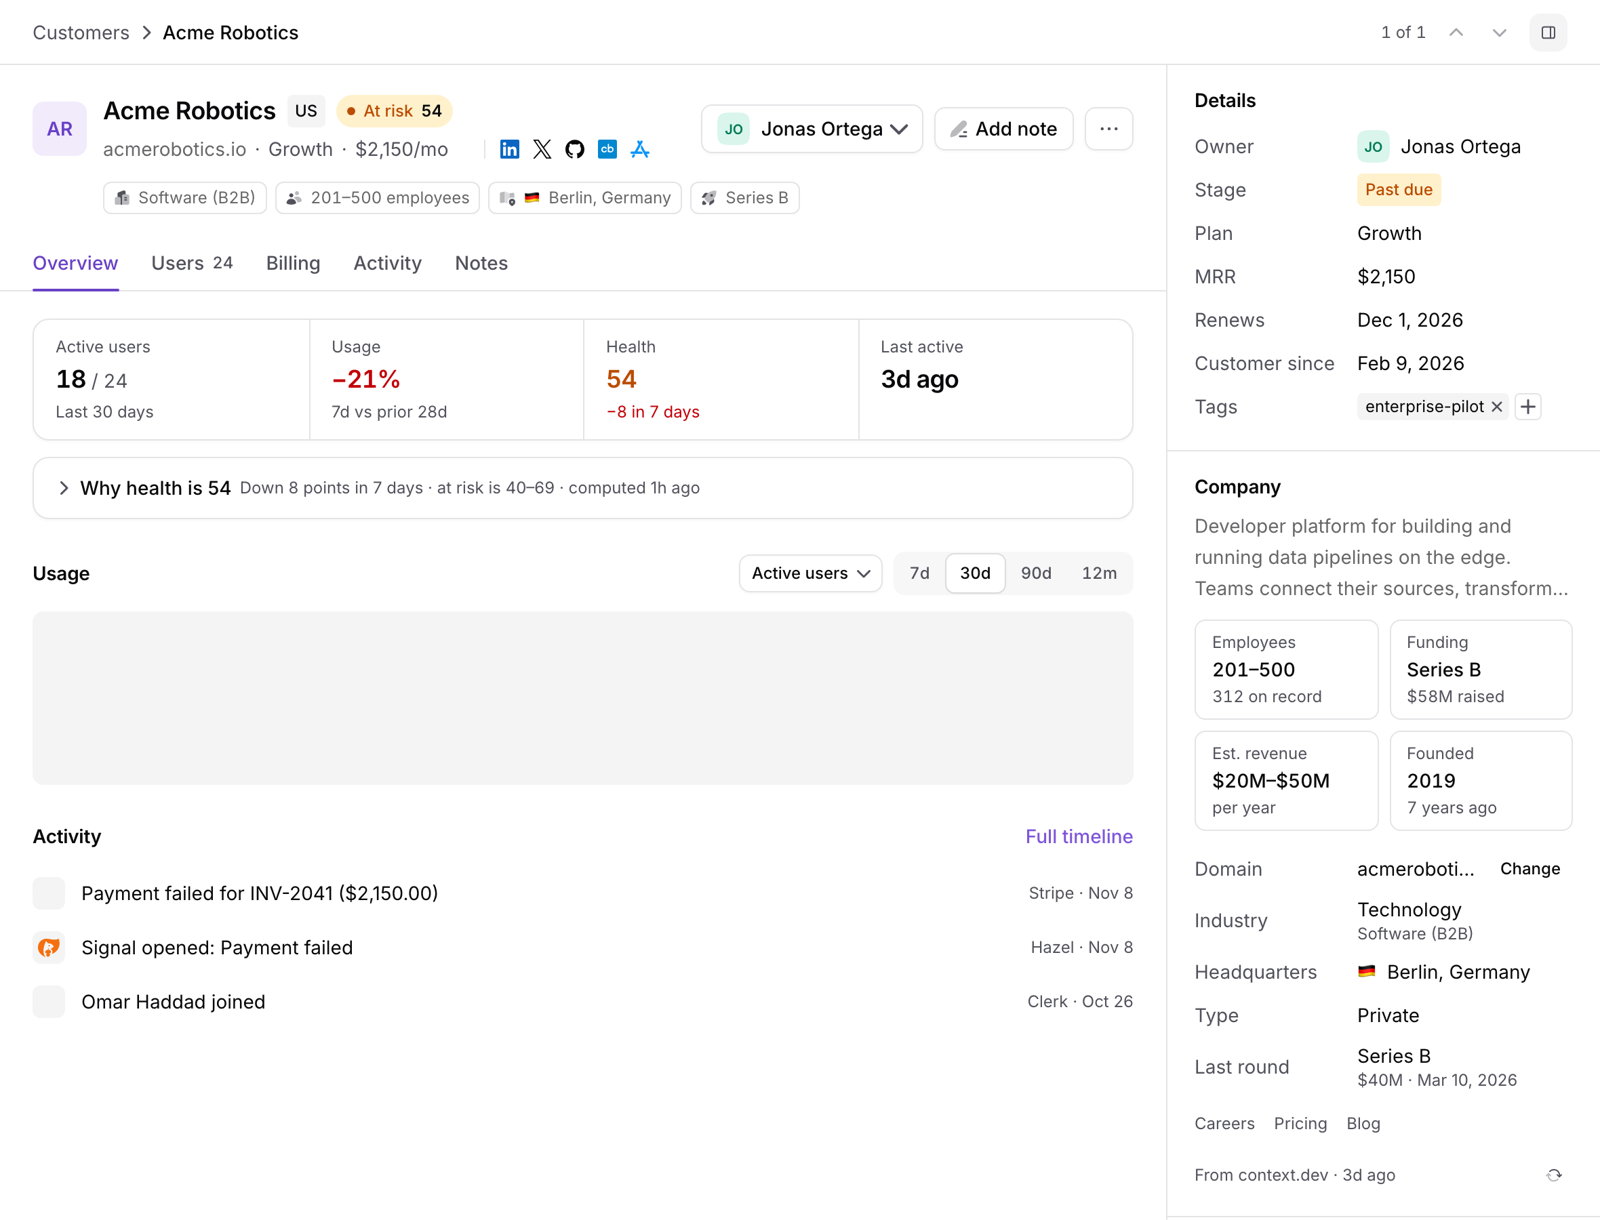 Customers > Acme Robotics
1 of 1
AR
Acme Robotics US At risk 54
acmerobotics.io · Growth · $2,150/mo
in X cb
JO Jonas Ortega
Add note
Software (B2B)
201–500 employees
Berlin, Germany
Series B
Overview
Users 24
Billing
Activity
Notes
Active users
18 / 24
Last 30 days
Usage
−21%
7d vs prior 28d
Health
54
−8 in 7 days
Last active
3d ago
Why health is 54 Down 8 points in 7 days · at risk is 40–69 · computed 1h ago
Usage
Active users
7d 30d 90d 12m
Activity
Full timeline
Payment failed for INV-2041 ($2,150.00)
Stripe · Nov 8
Signal opened: Payment failed
Hazel · Nov 8
Omar Haddad joined
Clerk · Oct 26
Details
Owner JO Jonas Ortega
Stage Past due
Plan Growth
MRR $2,150
Renews Dec 1, 2026
Customer since Feb 9, 2026
Tags enterprise-pilot
Company
Developer platform for building and
running data pipelines on the edge.
Teams connect their sources, transform...
Employees
201–500
312 on record
Funding
Series B
$58M raised
Est. revenue
$20M–$50M
per year
Founded
2019
7 years ago
Domain acmeroboti... Change
Industry Technology
Software (B2B)
Headquarters Berlin, Germany
Type Private
Last round Series B
$40M · Mar 10, 2026
Careers Pricing Blog
From context.dev · 3d ago